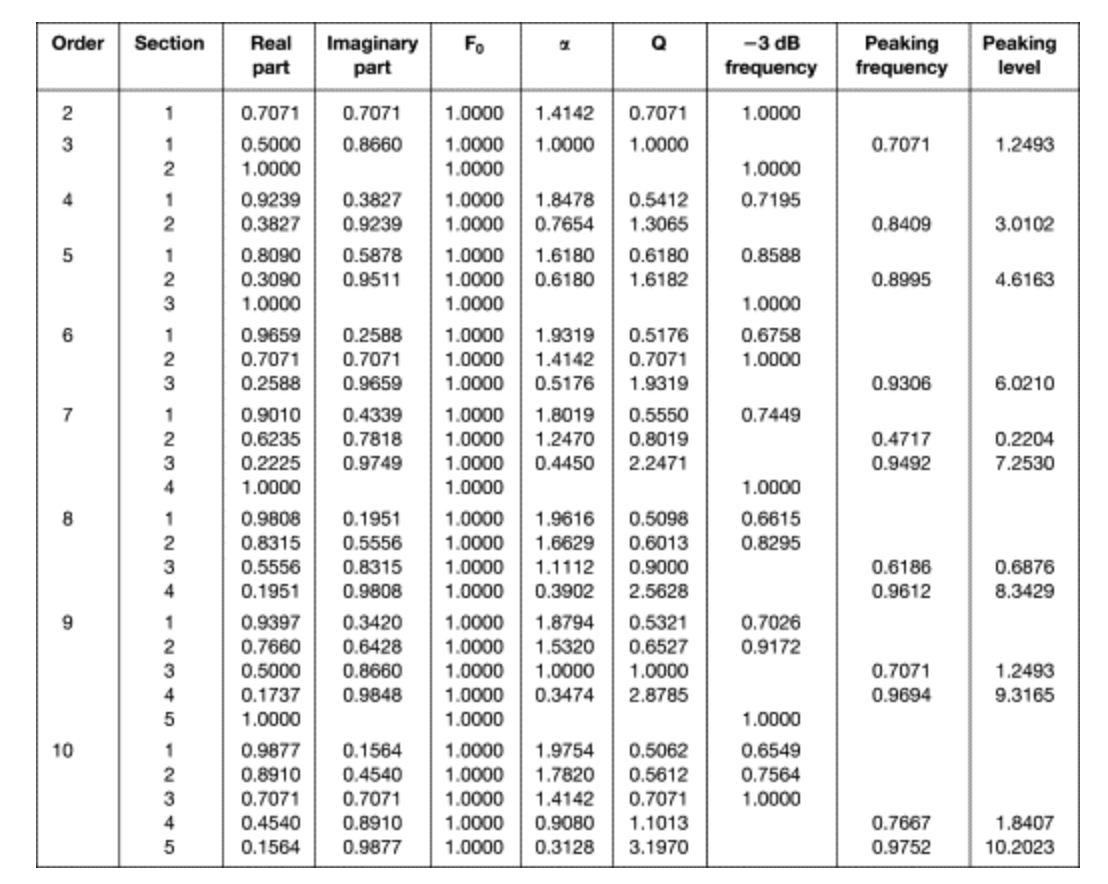 Order Section Real part Imaginary part F₀ α Q −3 dB frequency Peaking frequency Peaking level
2 1 0.7071 0.7071 1.0000 1.4142 0.7071 1.0000
3 1 0.5000 0.8660 1.0000 1.0000 1.0000 0.7071 1.2493
2 1.0000 1.0000 1.0000
4 1 0.9239 0.3827 1.0000 1.8478 0.5412 0.7195
2 0.3827 0.9239 1.0000 0.7654 1.3065 0.8409 3.0102
5 1 0.8090 0.5878 1.0000 1.6180 0.6180 0.8588
2 0.3090 0.9511 1.0000 0.6180 1.6182 0.8995 4.6163
3 1.0000 1.0000 1.0000
6 1 0.9659 0.2588 1.0000 1.9319 0.5176 0.6758
2 0.7071 0.7071 1.0000 1.4142 0.7071 1.0000
3 0.2588 0.9659 1.0000 0.5176 1.9319 0.9306 6.0210
7 1 0.9010 0.4339 1.0000 1.8019 0.5550 0.7449
2 0.6235 0.7818 1.0000 1.2470 0.8019 0.4717 0.2204
3 0.2225 0.9749 1.0000 0.4450 2.2471 0.9492 7.2530
4 1.0000 1.0000 1.0000
8 1 0.9808 0.1951 1.0000 1.9616 0.5098 0.6615
2 0.8315 0.5556 1.0000 1.6629 0.6013 0.8295
3 0.5556 0.8315 1.0000 1.1112 0.9000 0.6186 0.6876
4 0.1951 0.9808 1.0000 0.3902 2.5628 0.9612 8.3429
9 1 0.9397 0.3420 1.0000 1.8794 0.5321 0.7026
2 0.7660 0.6428 1.0000 1.5320 0.6527 0.9172
3 0.5000 0.8660 1.0000 1.0000 1.0000 0.7071 1.2493
4 0.1737 0.9848 1.0000 0.3474 2.8785 0.9694 9.3165
5 1.0000 1.0000 1.0000
10 1 0.9877 0.1564 1.0000 1.9754 0.5062 0.6549
2 0.8910 0.4540 1.0000 1.7820 0.5612 0.7564
3 0.7071 0.7071 1.0000 1.4142 0.7071 1.0000
4 0.4540 0.8910 1.0000 0.9080 1.1013 0.7667 1.8407
5 0.1564 0.9877 1.0000 0.3128 3.1970 0.9752 10.2023